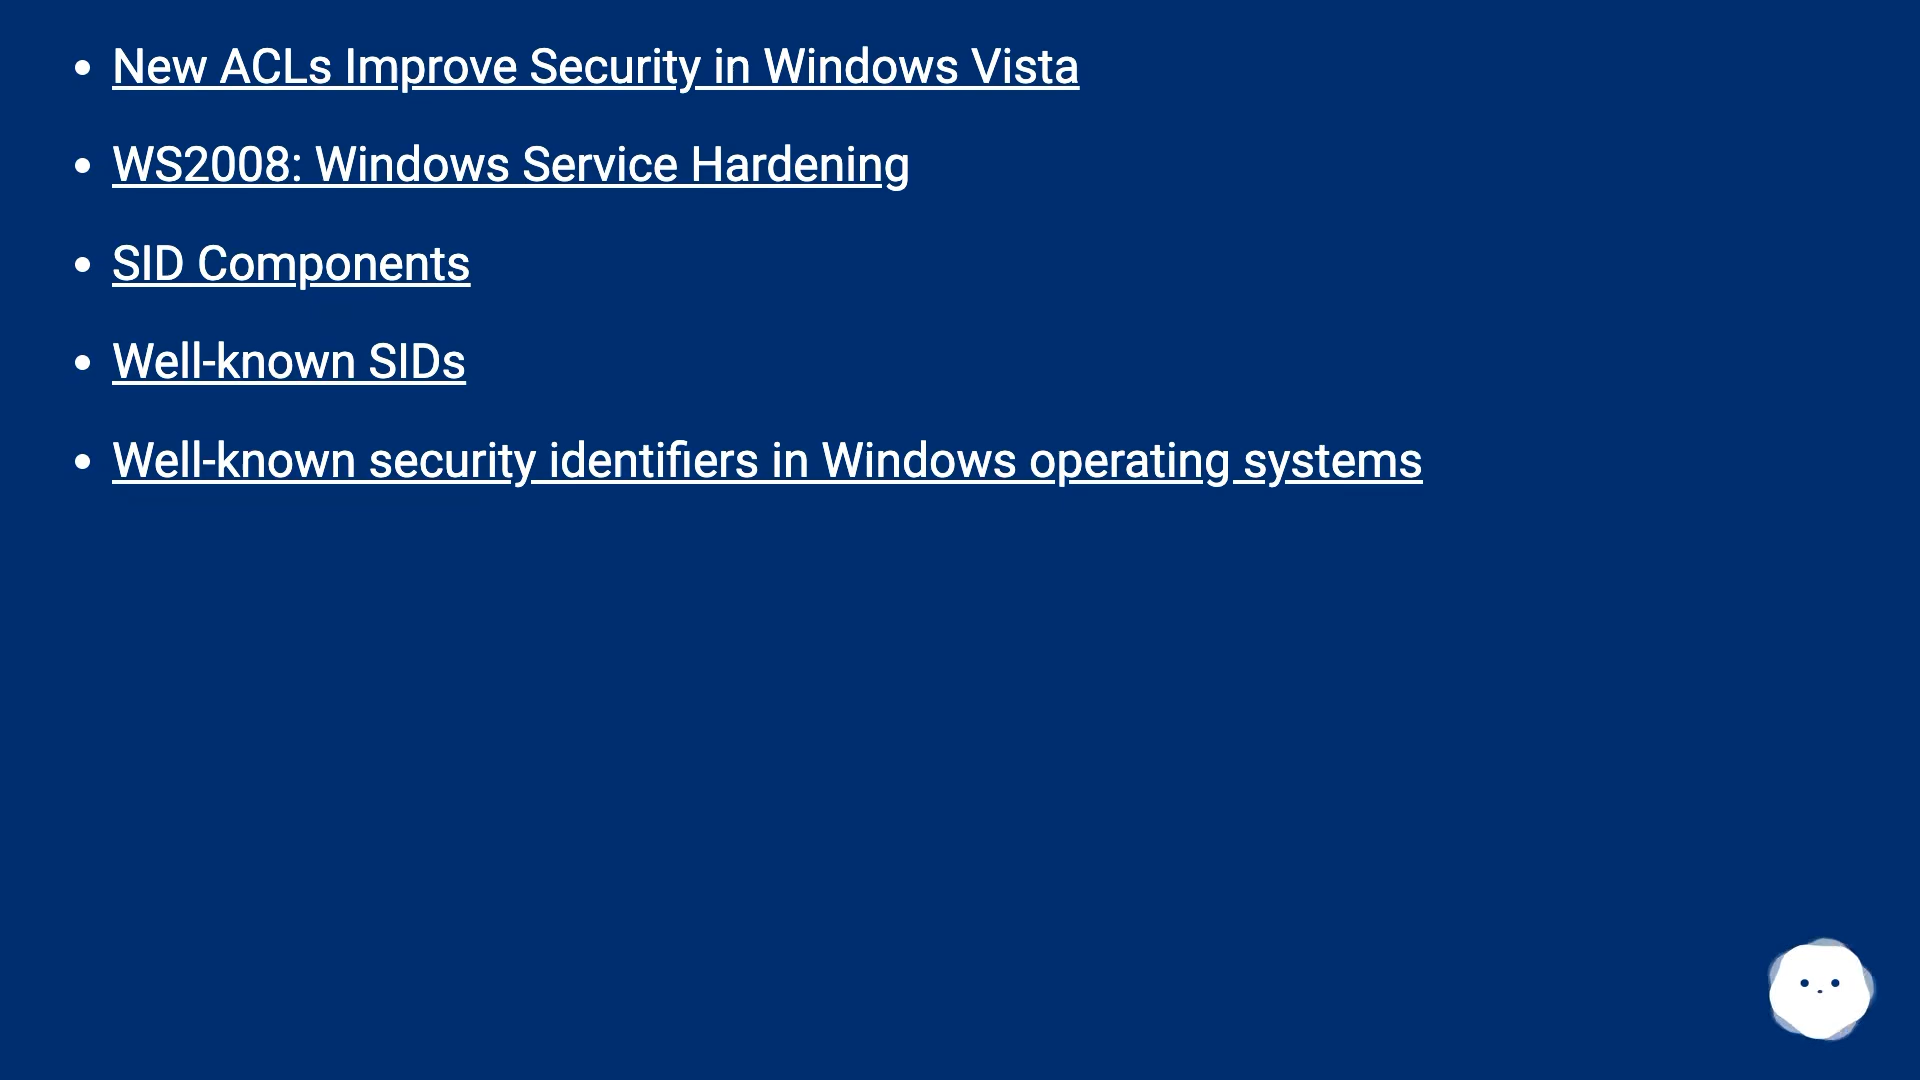 New ACLs Improve Security in Windows Vista
WS2008: Windows Service Hardening
SID Components
Well-known SIDs
Well-known security identifiers in Windows operating systems